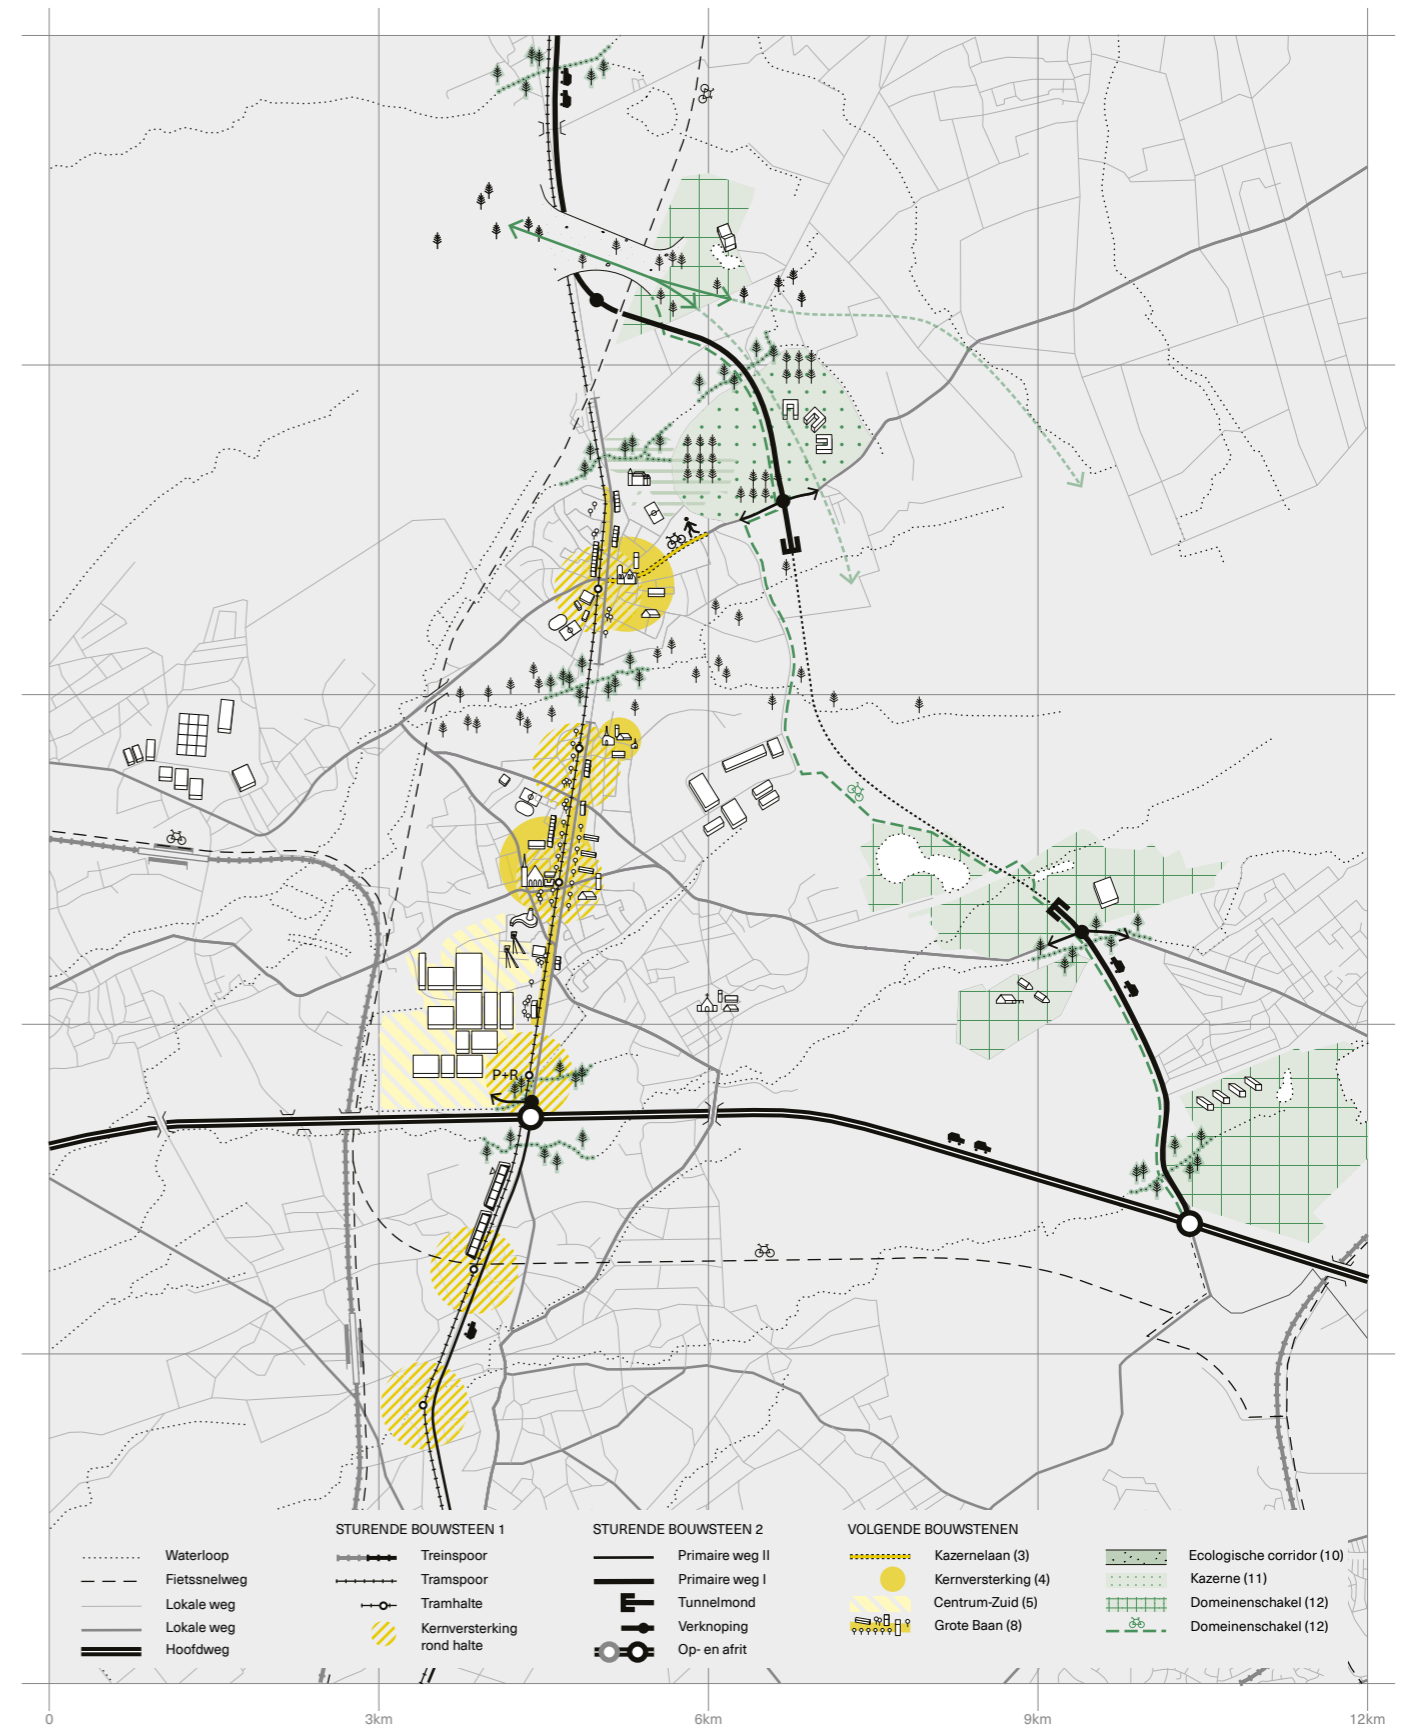 P+R
STURENDE BOUWSTEEN 1
STURENDE BOUWSTEEN 2
VOLGENDE BOUWSTENEN
Waterloop
Fietssnelweg
Lokale weg
Lokale weg
Hoofdweg
Treinspoor
Tramspoor
Tramhalte
Kernversterking
rond halte
Primaire weg II
Primaire weg I
Tunnelmond
Verknoping
Op- en afrit
Kazernelaan (3)
Kernversterking (4)
Centrum-Zuid (5)
Grote Baan (8)
Ecologische corridor (10)
Kazerne (11)
Domeinenschakel (12)
Domeinenschakel (12)
0
3km
6km
9km
12km